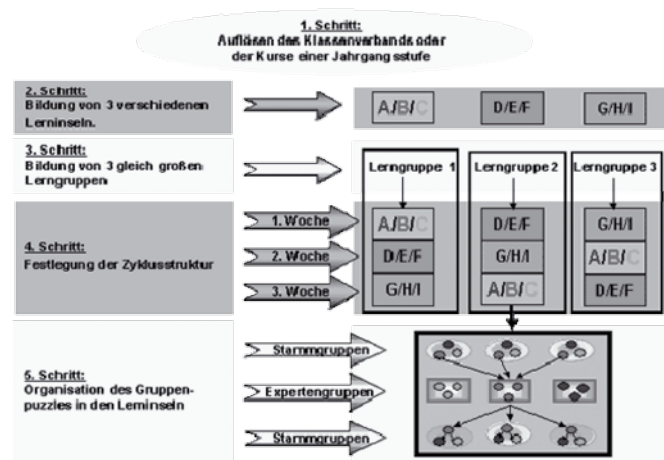 1. Schritt:
Auflösen des Klassenverbands oder
der Kurse einer Jahrgangsstufe
2. Schritt:
Bildung von 3 verschiedenen
Lerninseln.
A/B/C
D/E/F
G/H/I
3. Schritt:
Bildung von 3 gleich großen
Lerngruppen
Lerngruppe 1
Lerngruppe 2
Lerngruppe 3
4. Schritt:
Festlegung der Zyklusstruktur
1. Woche
A/B/C
D/E/F
G/H/I
2. Woche
D/E/F
G/H/I
A/B/C
3. Woche
G/H/I
A/B/C
D/E/F
5. Schritt:
Organisation des Gruppen-
puzzles in den Lerninseln
Stammgruppen
Expertengruppen
Stammgruppen